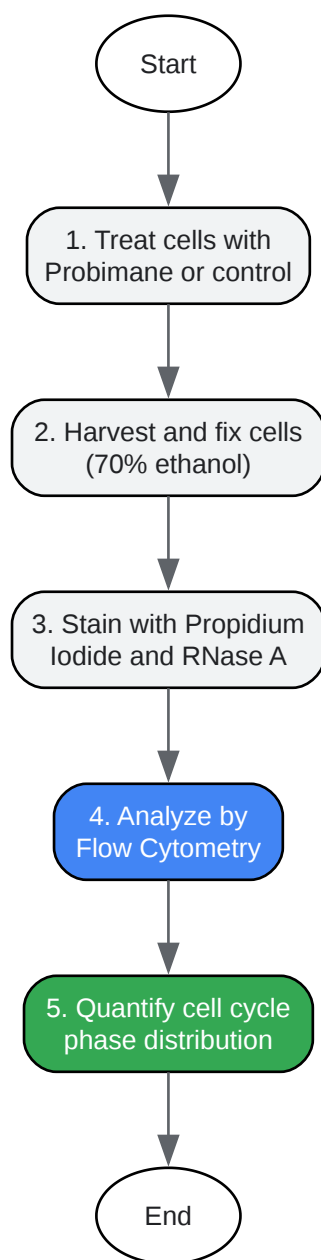 Start
1. Treat cells with
Probimane or control
2. Harvest and fix cells
(70% ethanol)
3. Stain with Propidium
Iodide and RNase A
4. Analyze by
Flow Cytometry
5. Quantify cell cycle
phase distribution
End